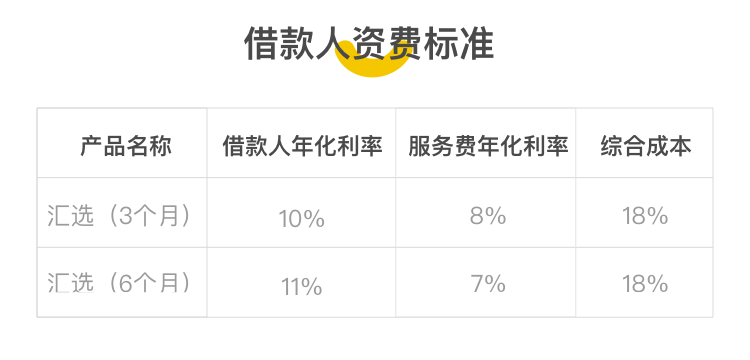 借款人资费标准
产品名称 借款人年化利率 服务费年化利率 综合成本
汇选（3个月） 10% 8% 18%
汇选（6个月） 11% 7% 18%